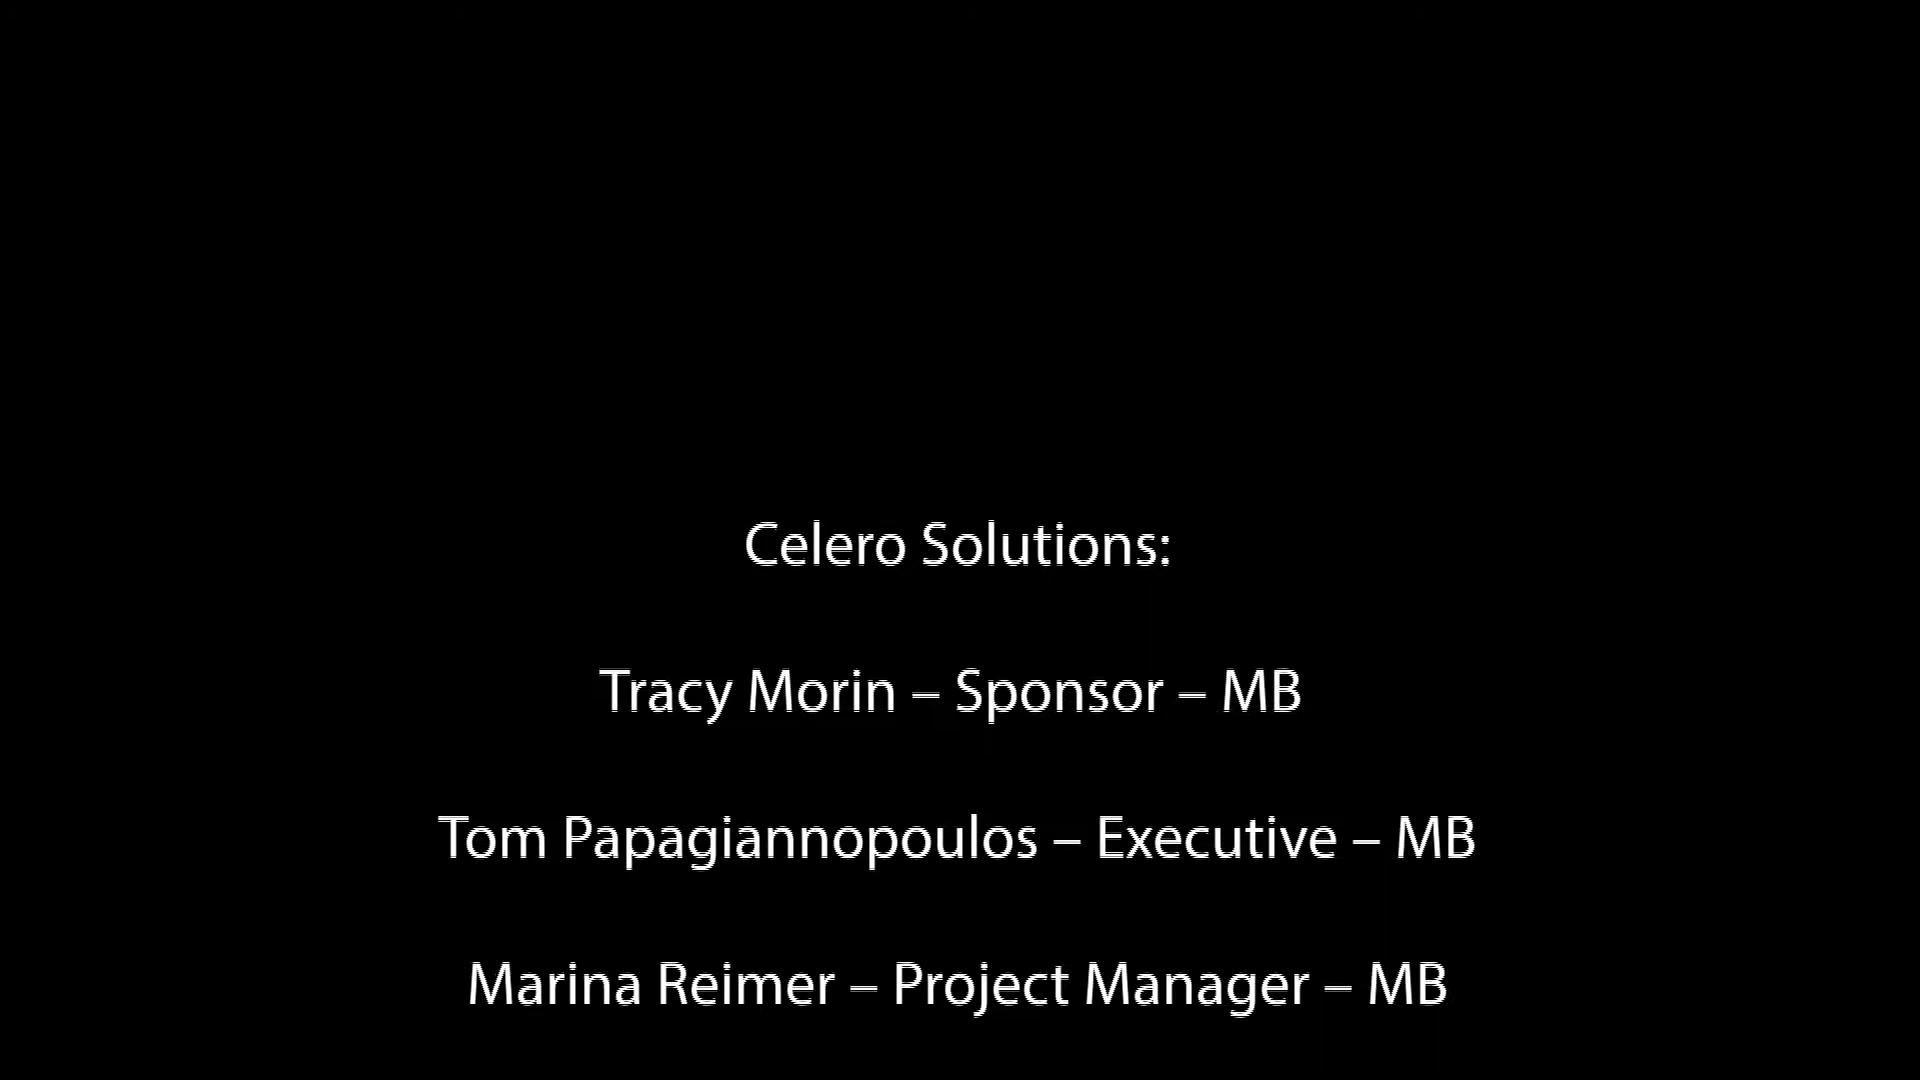 Celero Solutions:
Tracy Morin – Sponsor – MB
Tom Papagiannopoulos – Executive – MB
Marina Reimer – Project Manager – MB